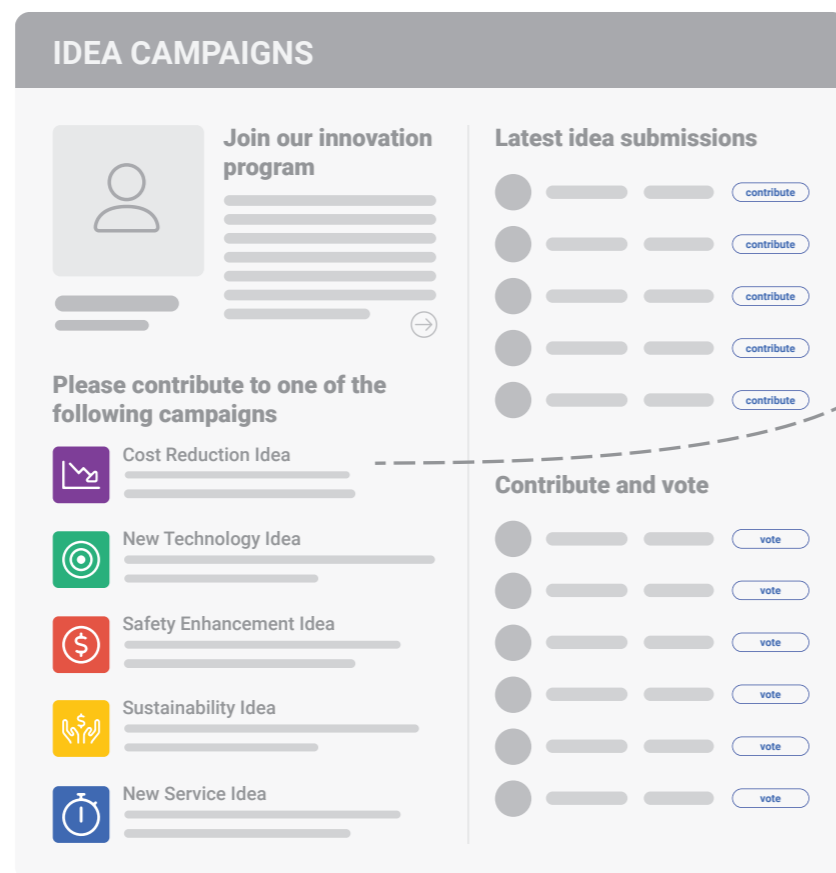 IDEA CAMPAIGNS
Join our innovation
program
Please contribute to one of the
following campaigns
Cost Reduction Idea
New Technology Idea
Safety Enhancement Idea
Sustainability Idea
New Service Idea
Latest idea submissions
contribute
contribute
contribute
contribute
contribute
Contribute and vote
vote
vote
vote
vote
vote
vote